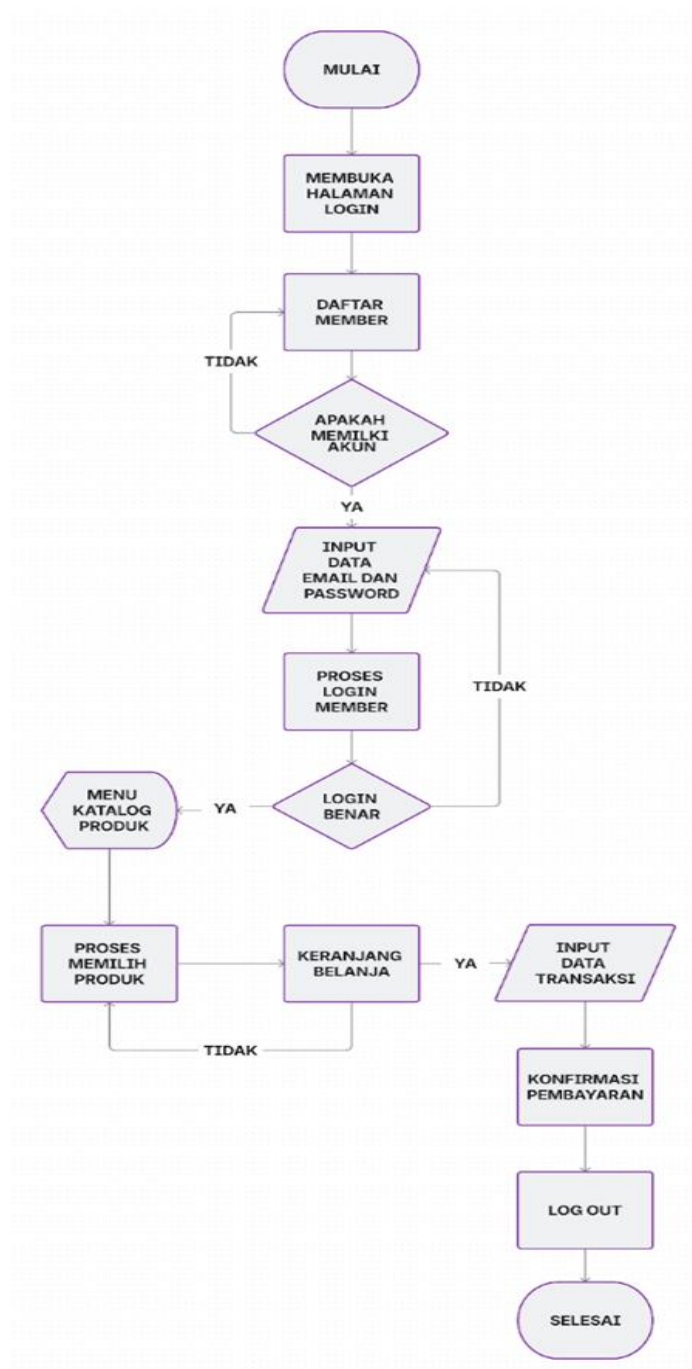 MULAI
MEMBUKA
HALAMAN
LOGIN
DAFTAR
MEMBER
TIDAK
APAKAH
MEMILKI
AKUN
YA
INPUT
DATA
EMAIL DAN
PASSWORD
PROSES
LOGIN
MEMBER
TIDAK
LOGIN
BENAR
YA
MENU
KATALOG
PRODUK
PROSES
MEMILIH
PRODUK
KERANJANG
BELANJA
YA
INPUT
DATA
TRANSAKSI
TIDAK
KONFIRMASI
PEMBAYARAN
LOG OUT
SELESAI